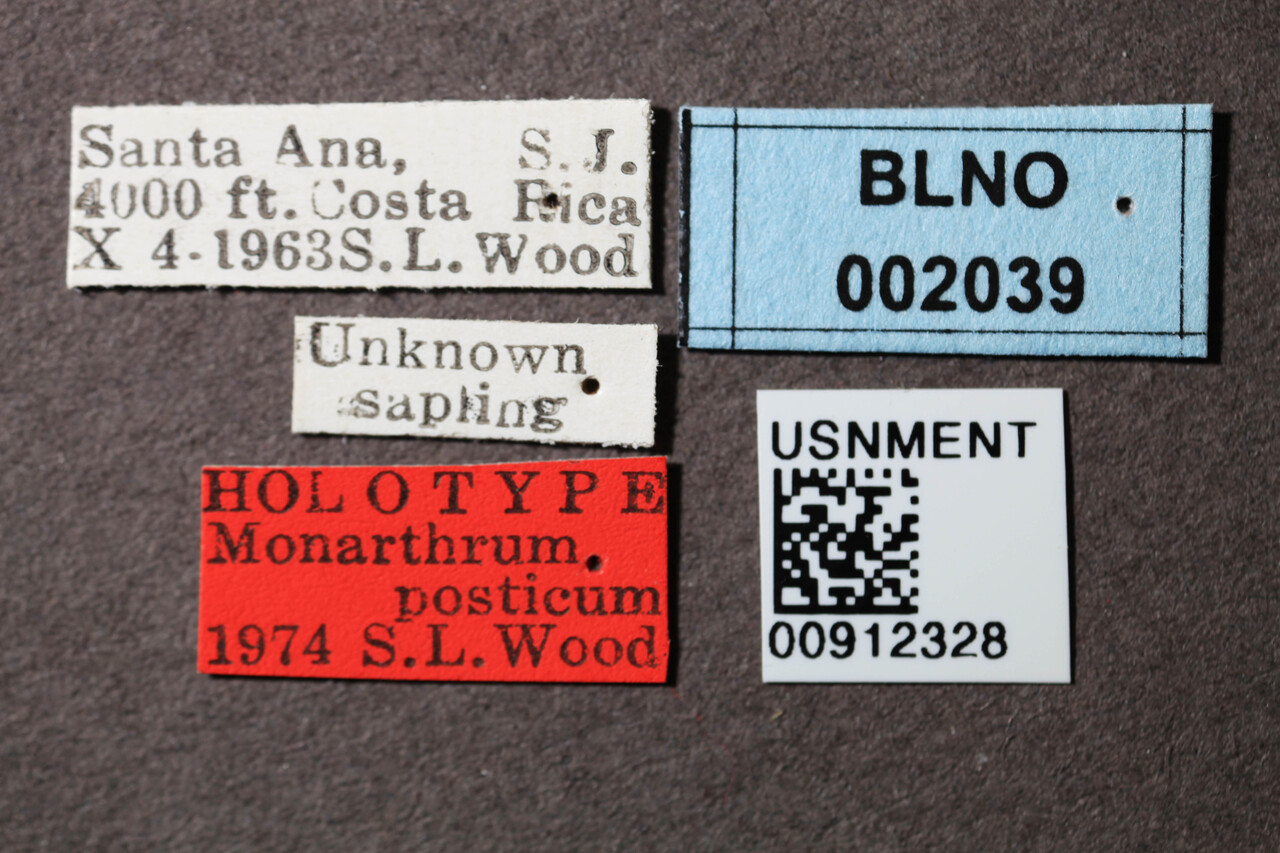 Santa Ana, S. J.
4000 ft. Costa Rica
X 4-1963 S. L. Wood
Unknown
sapling
HOLOTYPE
Monarthrum
posticum
1974 S. L. Wood
BLNO
002039
USNMENT
00912328